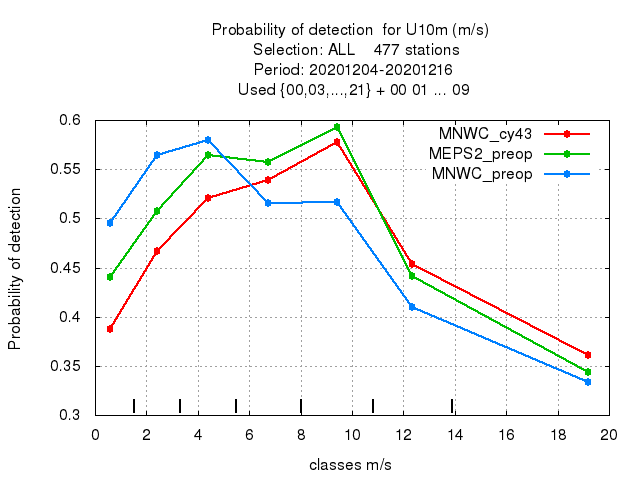 Probability of detection for U10m (m/s)
Selection: ALL 477 stations
Period: 20201204-20201216
Used {00,03,...,21} + 00 01 ... 09
MNWC_cy43
MEPS2_preop
MNWC_preop
Probability of detection
0.6
0.55
0.5
0.45
0.4
0.35
0.3
0 2 4 6 8 10 12 14 16 18 20
classes m/s